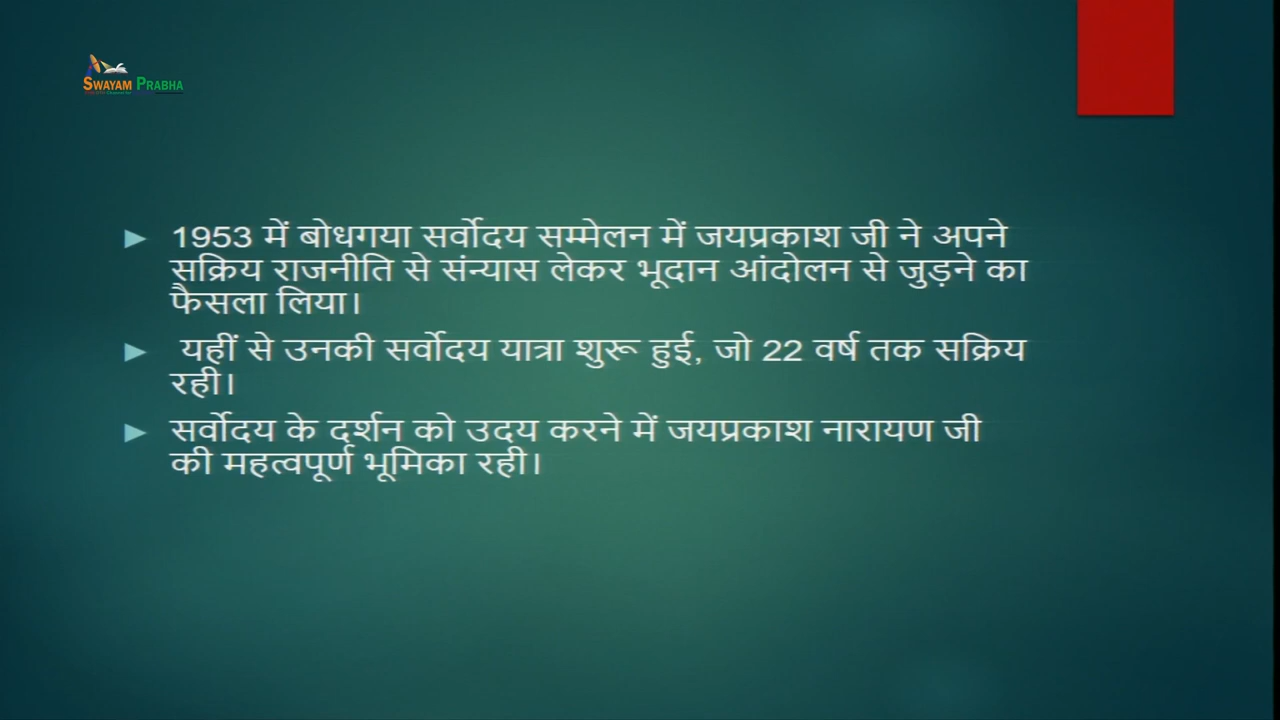 SWAYAM PRABHA
1953 में बोधगया सर्वोदय सम्मेलन में जयप्रकाश जी ने अपने
सक्रिय राजनीति से संन्यास लेकर भूदान आंदोलन से जुड़ने का
फैसला लिया।
यहीं से उनकी सर्वोदय यात्रा शुरू हुई, जो 22 वर्ष तक सक्रिय
रही।
सर्वोदय के दर्शन को उदय करने में जयप्रकाश नारायण जी
की महत्वपूर्ण भूमिका रही।